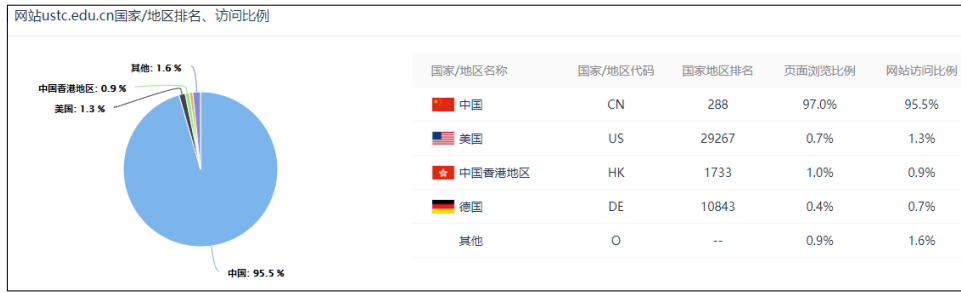 网站ustc.edu.cn国家/地区排名、访问比例
其他: 1.6 %
中国香港地区: 0.9 %
美国: 1.3 %
中国: 95.5 %
国家/地区名称 国家/地区代码 国家地区排名 页面浏览比例 网站访问比例
中国 CN 288 97.0% 95.5%
美国 US 29267 0.7% 1.3%
中国香港地区 HK 1733 1.0% 0.9%
德国 DE 10843 0.4% 0.7%
其他 O -- 0.9% 1.6%